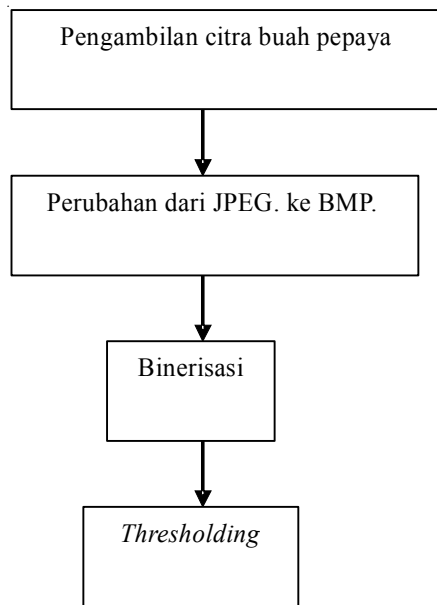 Pengambilan citra buah pepaya
Perubahan dari JPEG. ke BMP.
Binerisasi
Thresholding